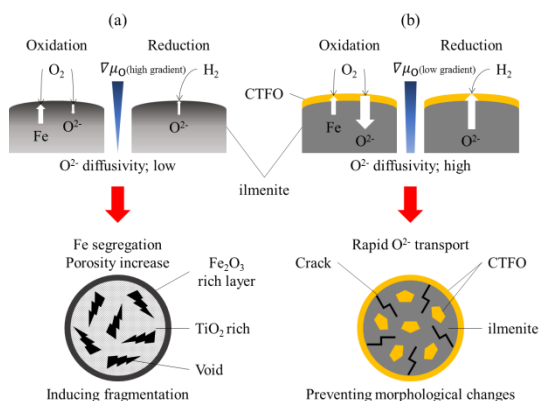 (a)
Oxidation
Reduction
O2
∇μO(high gradient)
H2
Fe
O2-
O2-
O2- diffusivity; low
Fe segregation
Porosity increase
Fe2O3
rich layer
TiO2 rich
Void
Inducing fragmentation
(b)
Oxidation
Reduction
CTFO
O2
∇μO(low gradient)
H2
Fe
O2-
O2-
O2- diffusivity; high
ilmenite
Rapid O2- transport
Crack
CTFO
ilmenite
Preventing morphological changes